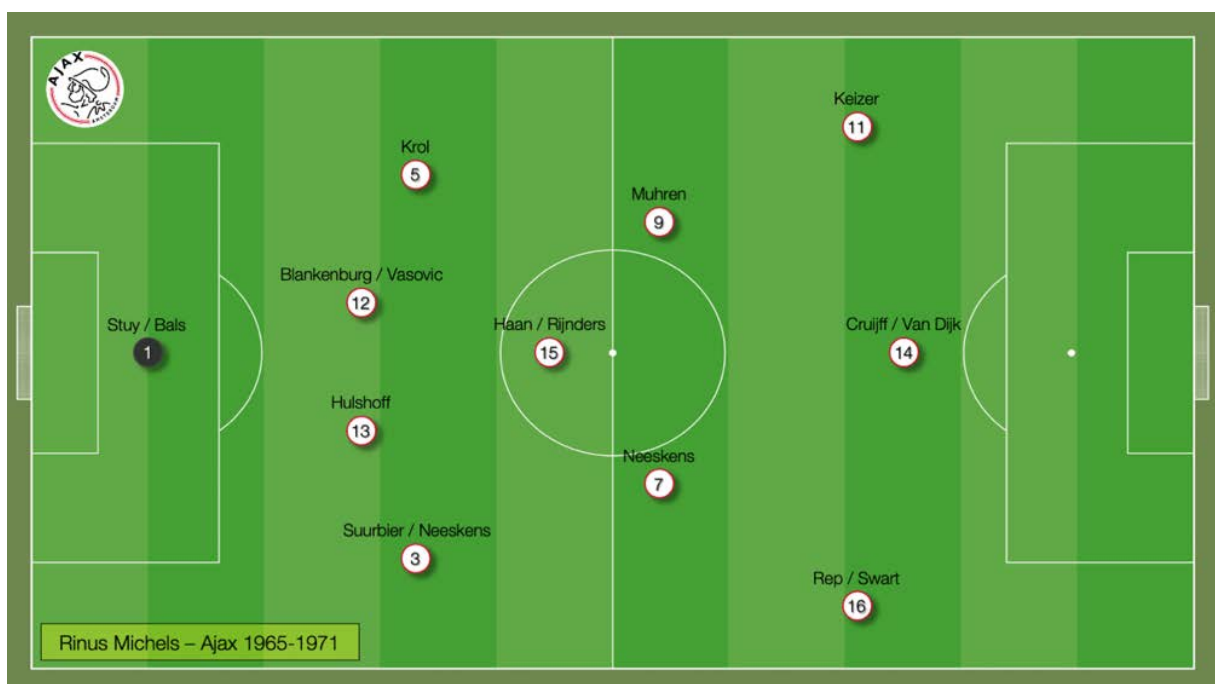 AJAX
AMSTERDAM
Keizer
11
Krol
5
Muhren
9
Blankenburg / Vasovic
12
Stuy / Bals
1
Haan / Rijnders
15
Cruijff / Van Dijk
14
Hulshoff
13
Neeskens
7
Suurbier / Neeskens
3
Rep / Swart
16
Rinus Michels – Ajax 1965-1971